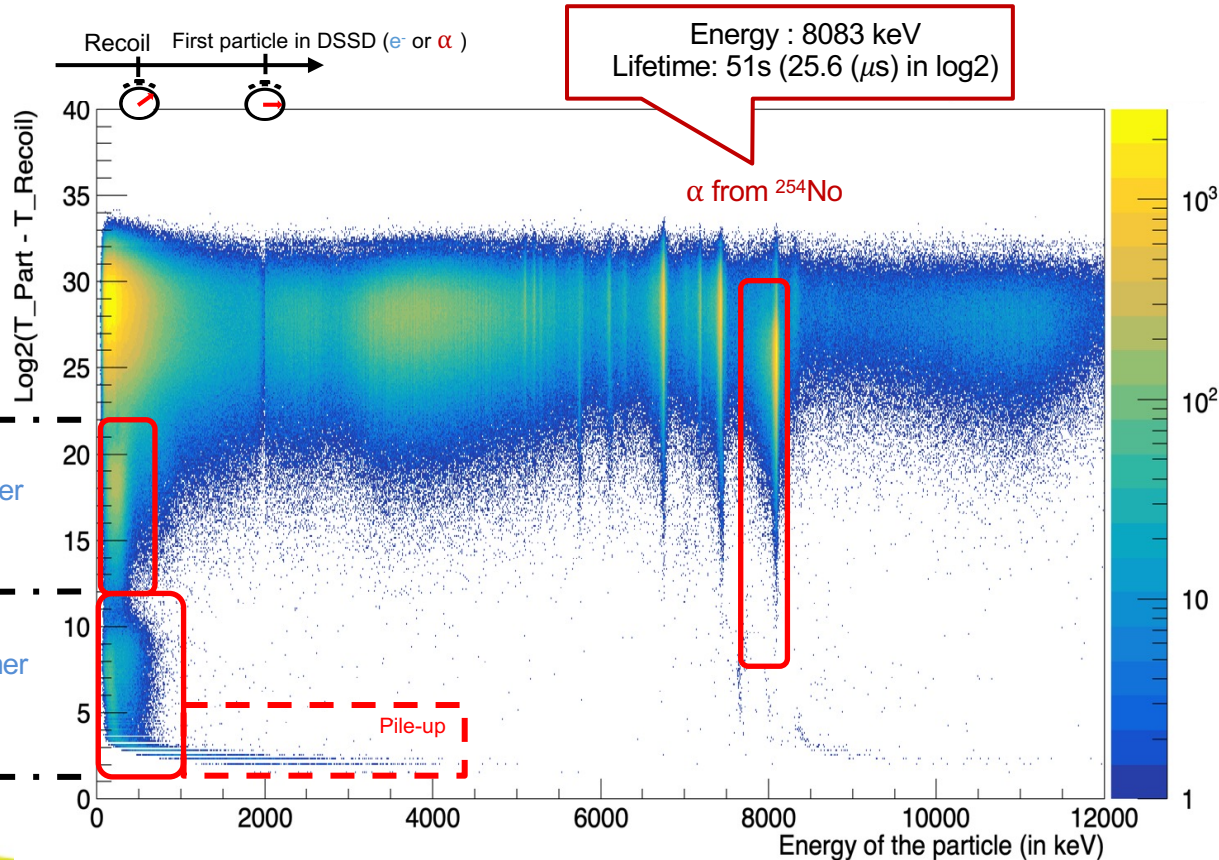 Recoil First particle in DSSD (e- or α )
Energy : 8083 keV
Lifetime: 51s (25.6 (μs) in log2)
α from ²⁵⁴No
Log2(T_Part - T_Recoil)
40
35
30
25
20
15
10
5
0
Pile-up
0 2000 4000 6000 8000 10000 12000
Energy of the particle (in keV)
10³
10²
10
1